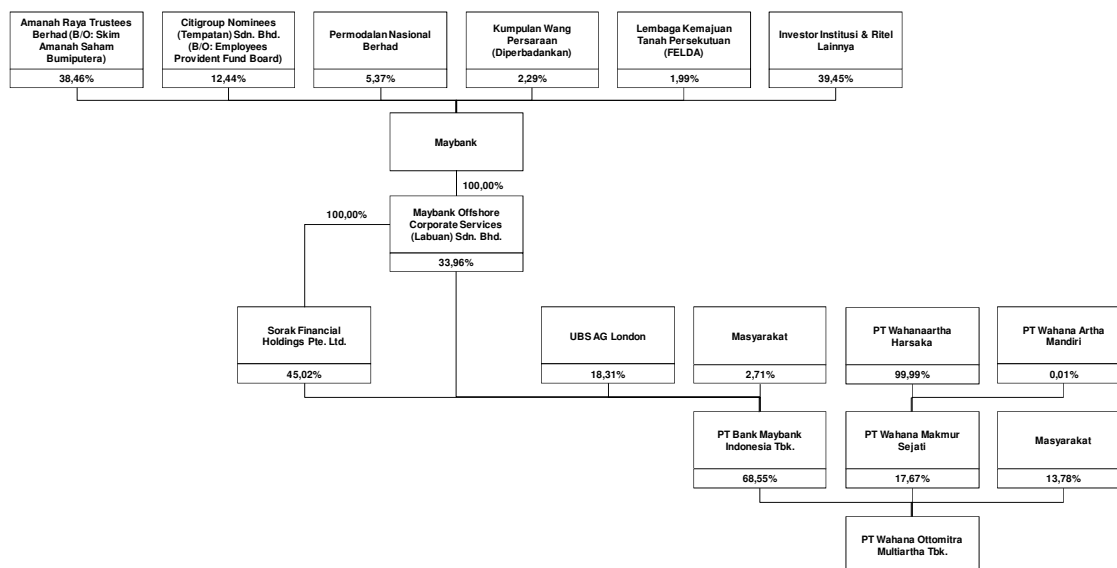 Amanah Raya Trustees
Berhad (B/O: Skim
Amanah Saham
Bumiputera)
38,46%
Citigroup Nominees
(Tempatan) Sdn. Bhd.
(B/O: Employees
Provident Fund Board)
12,44%
Permodalan Nasional
Berhad
5,37%
Kumpulan Wang
Persaraan
(Diperbadankan)
2,29%
Lembaga Kemajuan
Tanah Persekutuan
(FELDA)
1,99%
Investor Institusi & Ritel
Lainnya
39,45%
Maybank
100,00%
100,00%
Maybank Offshore
Corporate Services
(Labuan) Sdn. Bhd.
33,96%
Sorak Financial
Holdings Pte. Ltd.
45,02%
UBS AG London
18,31%
Masyarakat
2,71%
PT Wahanaartha
Harsaka
99,99%
PT Wahana Artha
Mandiri
0,01%
PT Bank Maybank
Indonesia Tbk.
68,55%
PT Wahana Makmur
Sejati
17,67%
Masyarakat
13,78%
PT Wahana Ottomitra
Multiartha Tbk.